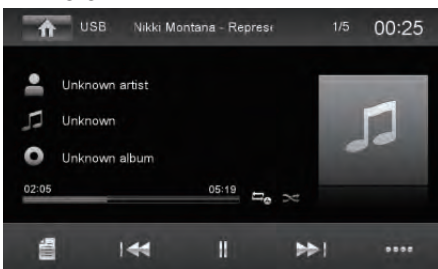 USB Nikki Montana - Represe 1/5 00:25
Unknown artist
Unknown
Unknown album
02:05 05:19